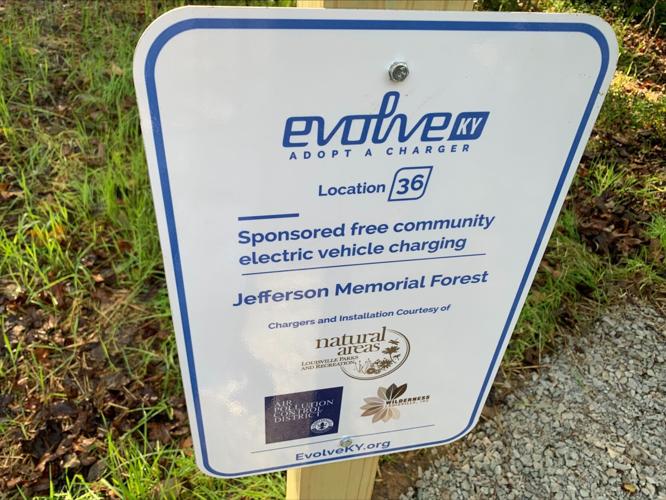 evolve KY
ADOPT A CHARGER
Location 36
Sponsored free community
electric vehicle charging
Jefferson Memorial Forest
Chargers and Installation Courtesy of
natural
areas
LOUISVILLE PARKS
AND RECREATION
AIR
POLLUTION
CONTROL
DISTRICT
WILDERNESS
EvolveKY.org